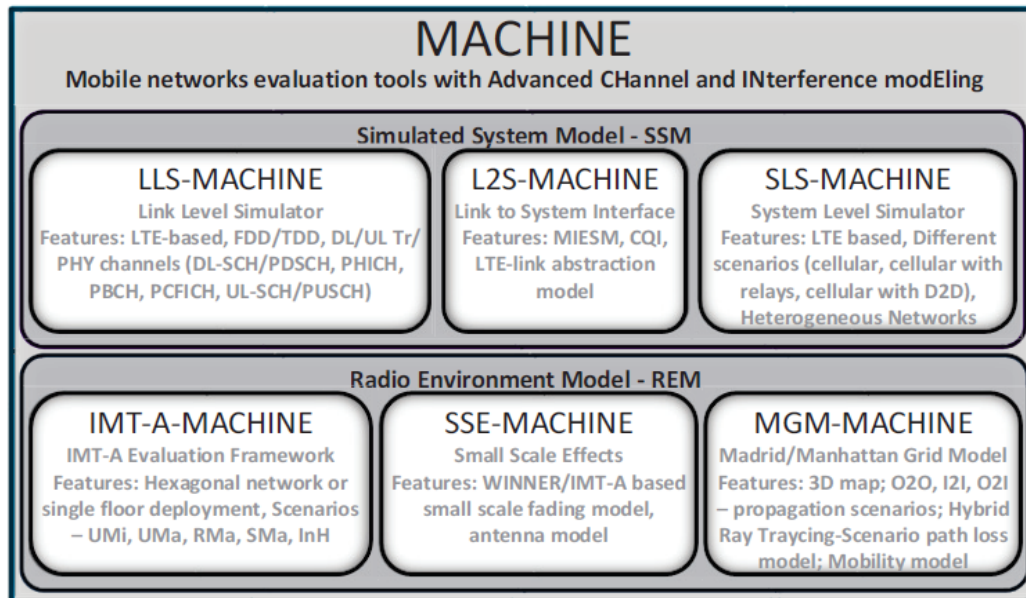 MACHINE
Mobile networks evaluation tools with Advanced CHannel and INterference modEling
Simulated System Model - SSM
LLS-MACHINE
Link Level Simulator
Features: LTE-based, FDD/TDD, DL/UL Tr/
PHY channels (DL-SCH/PDSCH, PHICH,
PBCH, PCFICH, UL-SCH/PUSCH)
L2S-MACHINE
Link to System Interface
Features: MIESM, CQI,
LTE-link abstraction
model
SLS-MACHINE
System Level Simulator
Features: LTE based, Different
scenarios (cellular, cellular with
relays, cellular with D2D),
Heterogeneous Networks
Radio Environment Model - REM
IMT-A-MACHINE
IMT-A Evaluation Framework
Features: Hexagonal network or
single floor deployment, Scenarios
– UMi, UMa, RMa, SMa, InH
SSE-MACHINE
Small Scale Effects
Features: WINNER/IMT-A based
small scale fading model,
antenna model
MGM-MACHINE
Madrid/Manhattan Grid Model
Features: 3D map; O2O, I2I, O2I
– propagation scenarios; Hybrid
Ray Traycing-Scenario path loss
model; Mobility model